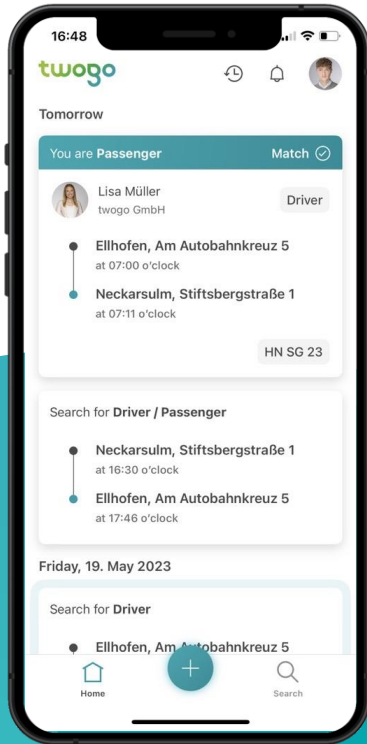 16:48
twogo
Tomorrow
You are Passenger Match
Lisa Müller
twogo GmbH
Driver
Ellhofen, Am Autobahnkreuz 5
at 07:00 o'clock
Neckarsulm, Stiftsbergstraße 1
at 07:11 o'clock
HN SG 23
Search for Driver / Passenger
Neckarsulm, Stiftsbergstraße 1
at 16:30 o'clock
Ellhofen, Am Autobahnkreuz 5
at 17:46 o'clock
Friday, 19. May 2023
Search for Driver
Ellhofen, Am Autobahnkreuz 5
Home
Search